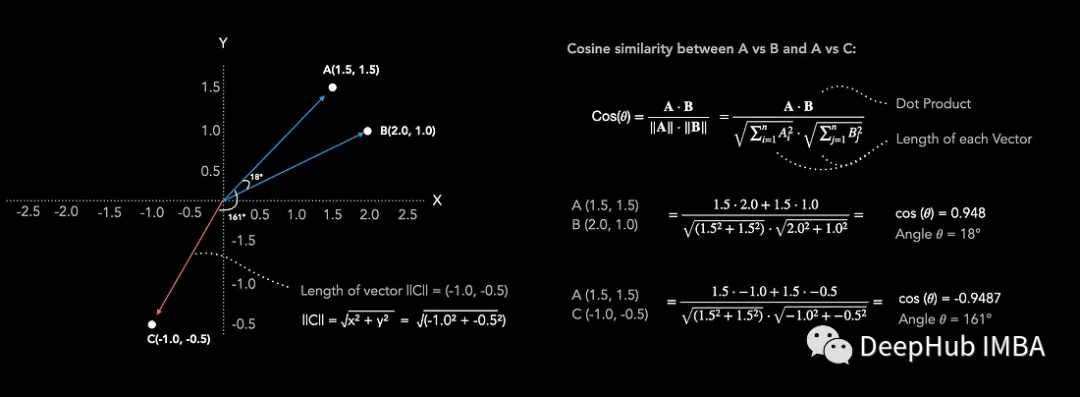 Y
A(1.5, 1.5)
1.5
B(2.0, 1.0)
1.0
0.5
18°
X
-2.5 -2.0 -1.0 -0.5 161° 0.5 1.0 1.5 2.0 2.5
-1.5
-1.0
-0.5
C(-1.0, -0.5)
Length of vector ||C|| = (-1.0, -0.5)
||C|| = √x² + y² = √(-1.0² + -0.5²)
Cosine similarity between A vs B and A vs C:
Cos(θ) = A · B / ||A|| · ||B|| = A · B / √∑ⁿᵢ₌₁ Aᵢ² · √∑ⁿⱼ₌₁ Bⱼ²
Dot Product
Length of each Vector
A (1.5, 1.5)
B (2.0, 1.0)
= 1.5 · 2.0 + 1.5 · 1.0 / √(1.5² + 1.5²) · √2.0² + 1.0² =
cos (θ) = 0.948
Angle θ = 18°
A (1.5, 1.5)
C (-1.0, -0.5)
= 1.5 · −1.0 + 1.5 · −0.5 / √(1.5² + 1.5²) · √−1.0² + −0.5² =
cos (θ) = -0.9487
Angle θ = 161°
DeepHub IMBA